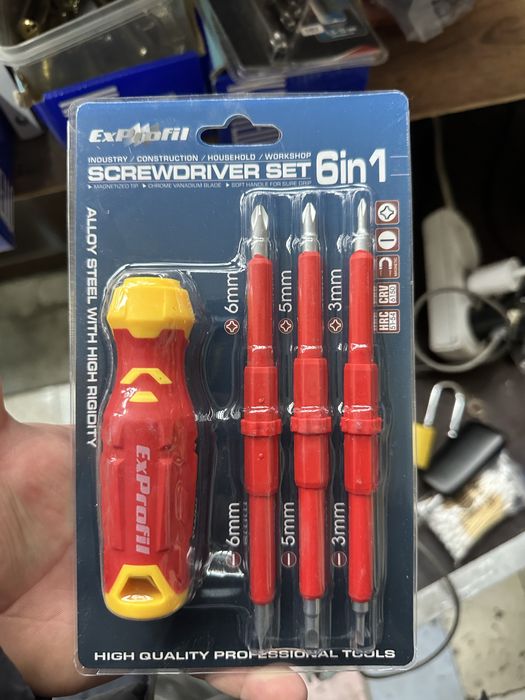 ExProfil
INDUSTRY / CONSTRUCTION / HOUSEHOLD / WORKSHOP
SCREWDRIVER SET 6in1
MAGNETIZED TIP CHROME VANADIUM BLADE SOFT HANDLE FOR SURE GRIP
ALLOY STEEL WITH HIGH RIGIDITY
6mm
5mm
3mm
CRV
HRC
ExProfil
6mm
5mm
3mm
HIGH QUALITY PROFESSIONAL TOOLS